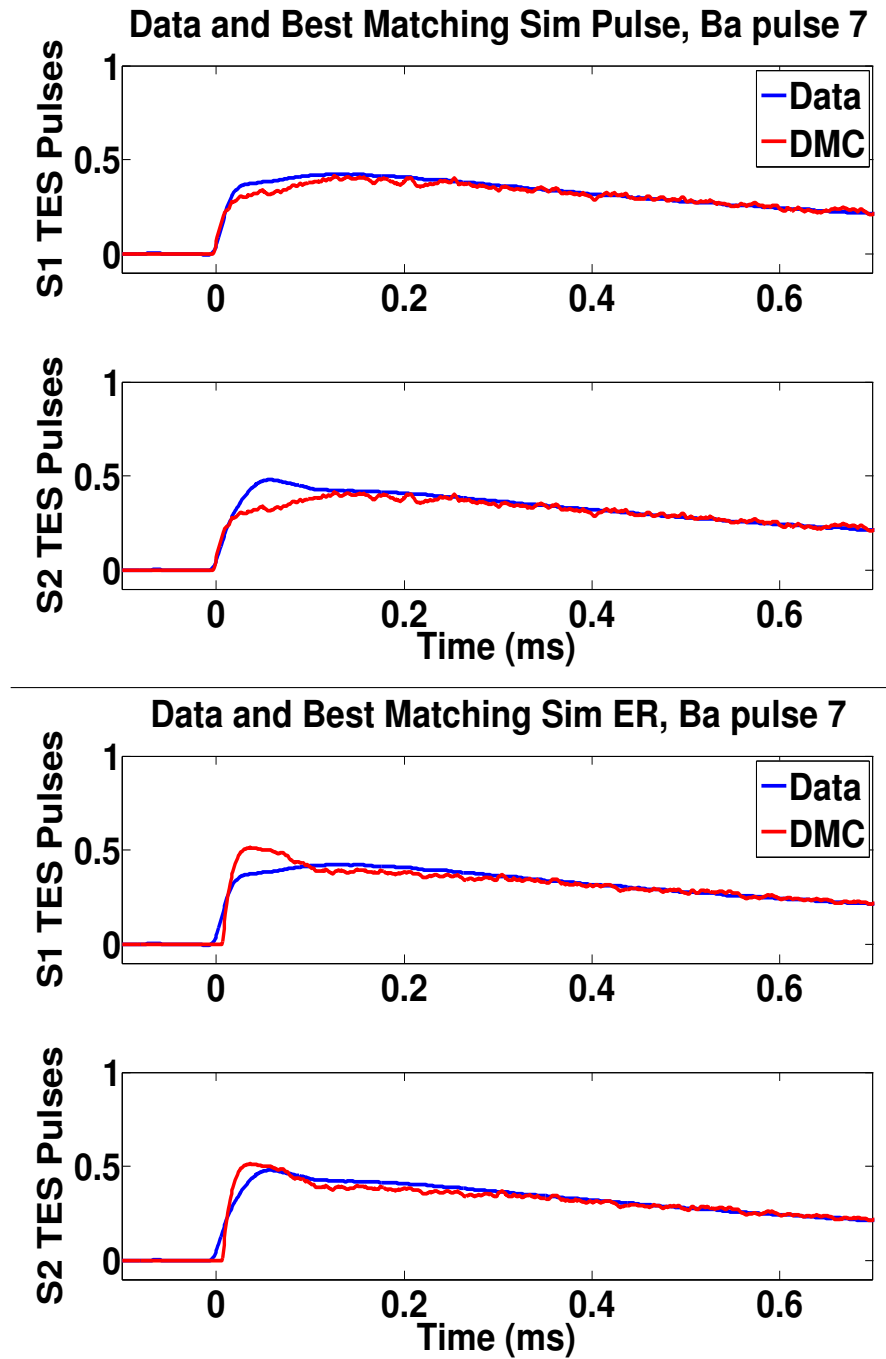 Data and Best Matching Sim Pulse, Ba pulse 7
S1 TES Pulses
1
0.5
0
Data
DMC
0 0.2 0.4 0.6
S2 TES Pulses
1
0.5
0
0 0.2 0.4 0.6
Time (ms)
Data and Best Matching Sim ER, Ba pulse 7
S1 TES Pulses
1
0.5
0
Data
DMC
0 0.2 0.4 0.6
S2 TES Pulses
1
0.5
0
0 0.2 0.4 0.6
Time (ms)